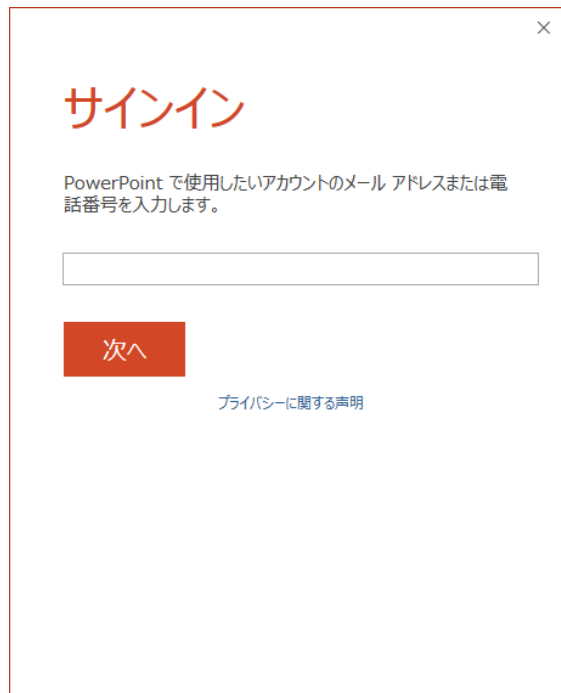 サインイン
PowerPoint で使用したいアカウントのメール アドレスまたは電
話番号を入力します。
次へ
プライバシーに関する声明